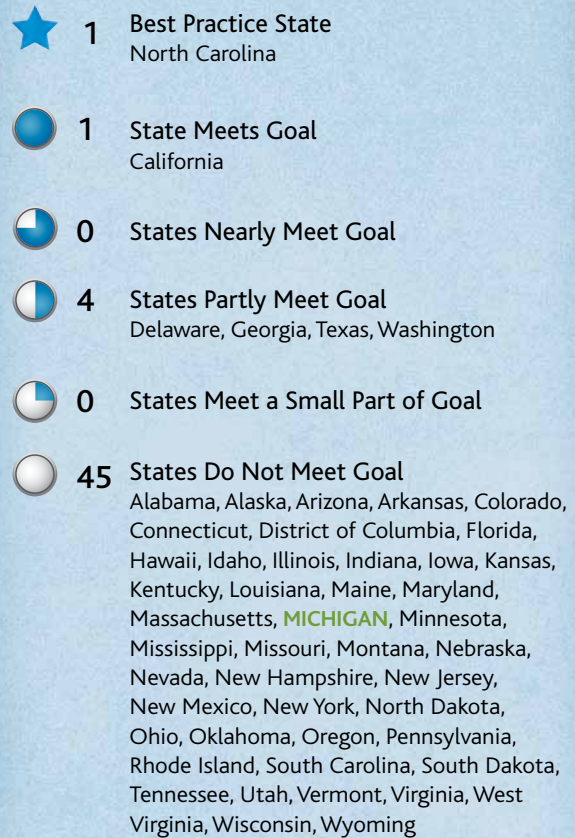 1 Best Practice State
North Carolina
1 State Meets Goal
California
0 States Nearly Meet Goal
4 States Partly Meet Goal
Delaware, Georgia, Texas, Washington
0 States Meet a Small Part of Goal
45 States Do Not Meet Goal
Alabama, Alaska, Arizona, Arkansas, Colorado,
Connecticut, District of Columbia, Florida,
Hawaii, Idaho, Illinois, Indiana, Iowa, Kansas,
Kentucky, Louisiana, Maine, Maryland,
Massachusetts, MICHIGAN, Minnesota,
Mississippi, Missouri, Montana, Nebraska,
Nevada, New Hampshire, New Jersey,
New Mexico, New York, North Dakota,
Ohio, Oklahoma, Oregon, Pennsylvania,
Rhode Island, South Carolina, South Dakota,
Tennessee, Utah, Vermont, Virginia, West
Virginia, Wisconsin, Wyoming